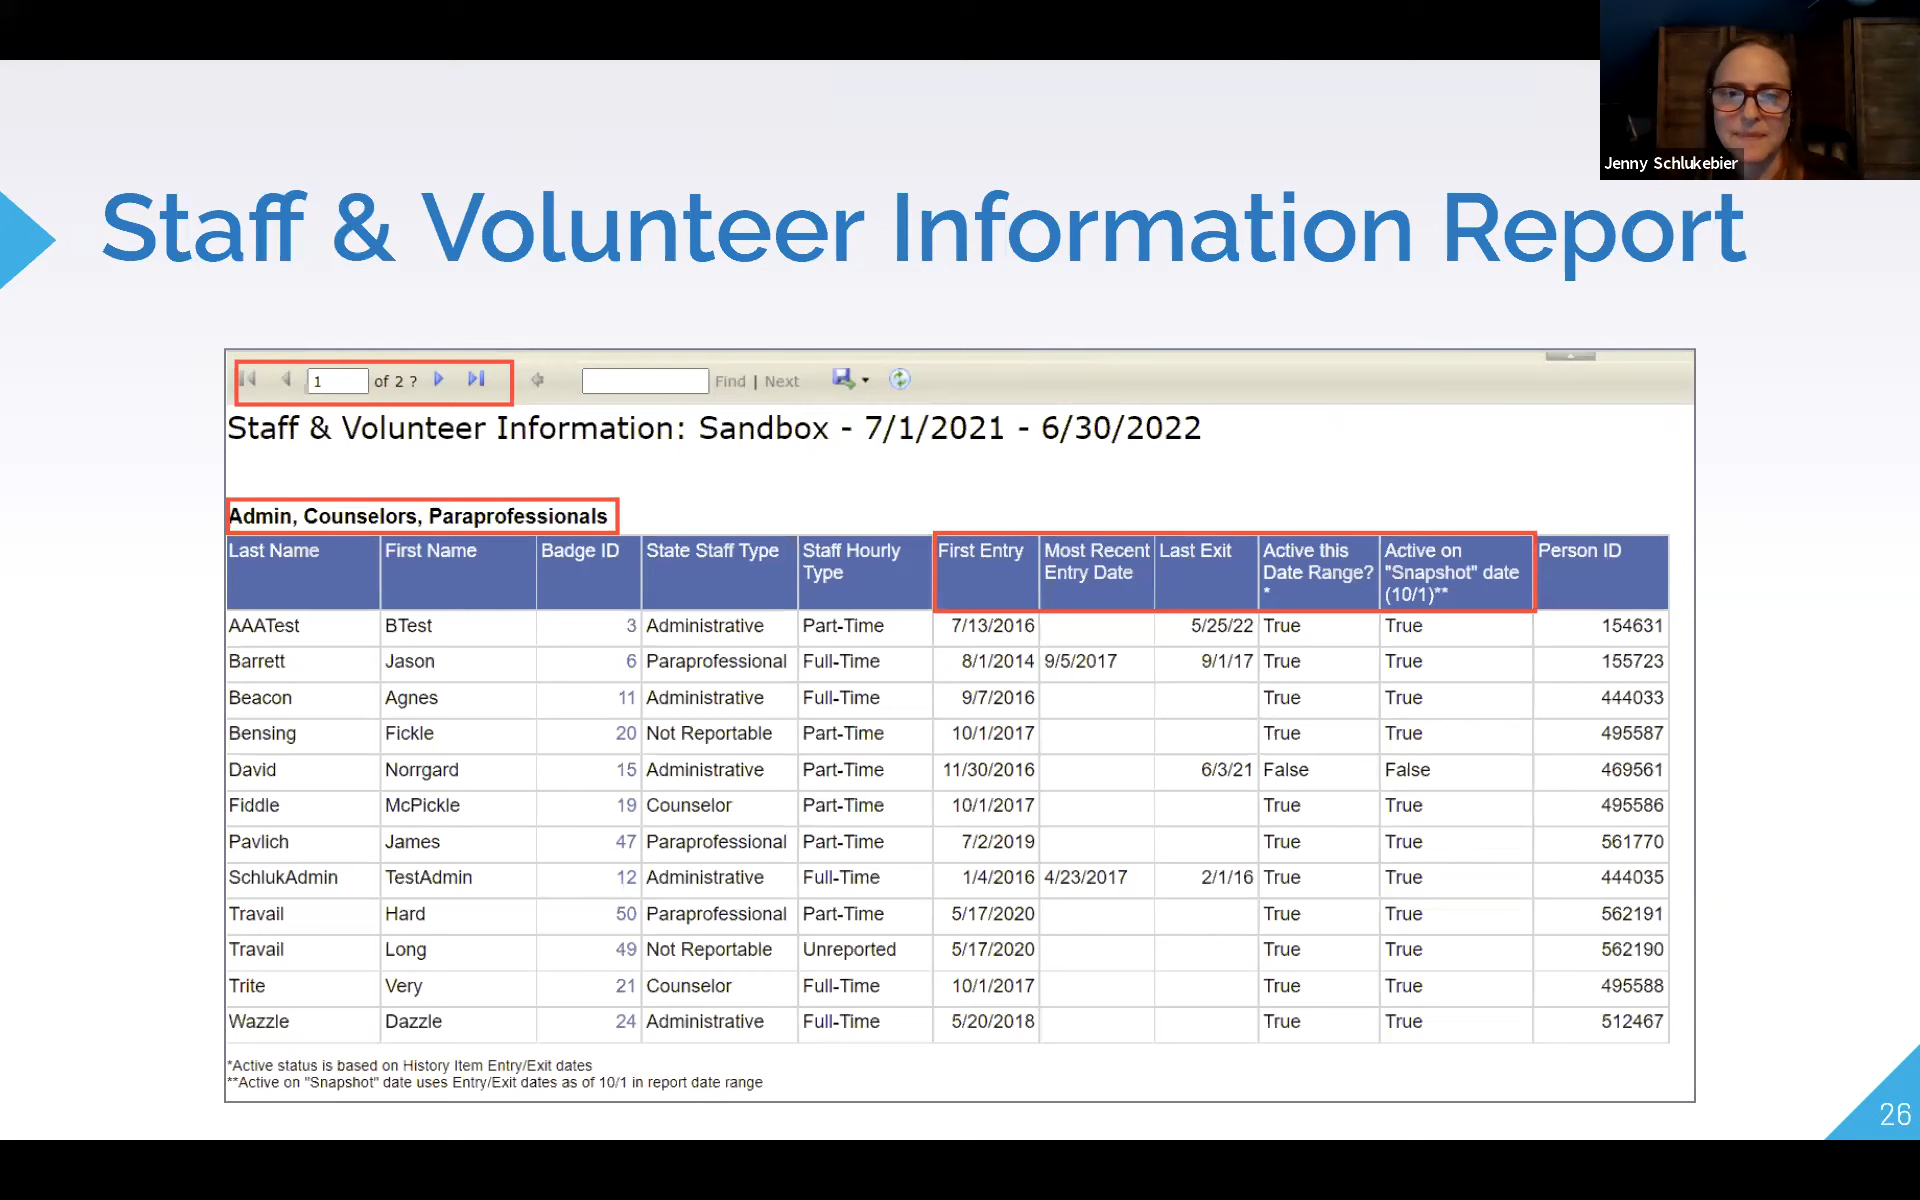 Jenny Schlukebier
Staff & Volunteer Information Report
1 of 2 ? Find | Next
Staff & Volunteer Information: Sandbox - 7/1/2021 - 6/30/2022
Admin, Counselors, Paraprofessionals
Last Name First Name Badge ID State Staff Type Staff Hourly Type First Entry Most Recent Entry Date Last Exit Active this Date Range? * Active on "Snapshot" date (10/1)** Person ID
AAATest BTest 3 Administrative Part-Time 7/13/2016 5/25/22 True True 154631
Barrett Jason 6 Paraprofessional Full-Time 8/1/2014 9/5/2017 9/1/17 True True 155723
Beacon Agnes 11 Administrative Full-Time 9/7/2016 True True 444033
Bensing Fickle 20 Not Reportable Part-Time 10/1/2017 True True 495587
David Norrgard 15 Administrative Part-Time 11/30/2016 6/3/21 False False 469561
Fiddle McPickle 19 Counselor Part-Time 10/1/2017 True True 495586
Pavlich James 47 Paraprofessional Part-Time 7/2/2019 True True 561770
SchlukAdmin TestAdmin 12 Administrative Full-Time 1/4/2016 4/23/2017 2/1/16 True True 444035
Travail Hard 50 Paraprofessional Part-Time 5/17/2020 True True 562191
Travail Long 49 Not Reportable Unreported 5/17/2020 True True 562190
Trite Very 21 Counselor Full-Time 10/1/2017 True True 495588
Wazzle Dazzle 24 Administrative Full-Time 5/20/2018 True True 512467
*Active status is based on History Item Entry/Exit dates
**Active on "Snapshot" date uses Entry/Exit dates as of 10/1 in report date range
26